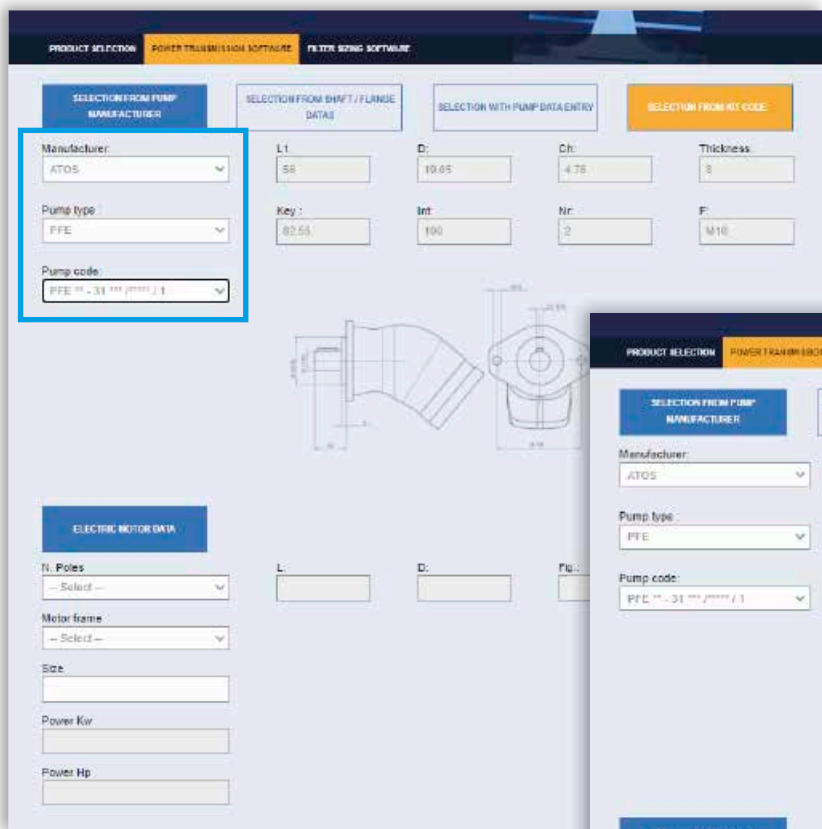 PRODUCT SELECTION POWER TRANSMISSION SOFTWARE FILTER SIZING SOFTWARE
SELECTION FROM PUMP
MANUFACTURER
SELECTION FROM SHAFT / FLANGE
DATAS
SELECTION WITH PUMP DATA ENTRY
SELECTION FROM KIT CODE
Manufacturer:
ATOS
L1
58
D:
19.05
Ch:
4.76
Thickness:
Pump type :
PFE
Key :
82.55
Int:
106
Nr:
2
F:
M10
Pump code:
PFE ** - 31 *** /***** / 1
ELECTRIC MOTOR DATA
N. Poles
-- Select --
L:
D:
Fig.:
Motor frame
-- Select --
Size
Power Kw
Power Hp
PRODUCT SELECTION
SELECTION FROM PUMP
MANUFACTURER
Manufacturer:
ATOS
Pump type :
PFE
Pump code:
PFE ** - 31 *** /***** / 1